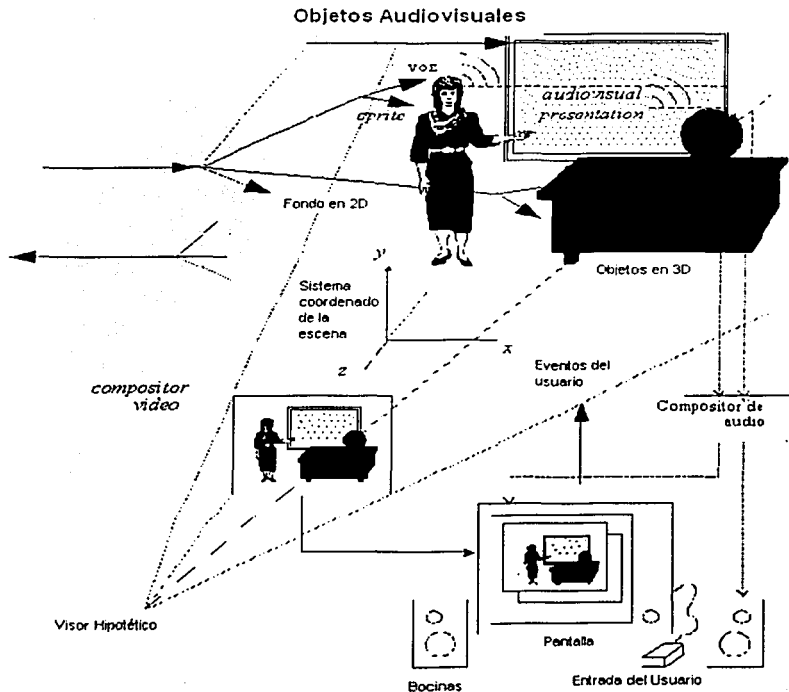 Objetos Audiovisuales
voz
sprite
audiovisual
presentation
Fondo en 2D
Objetos en 3D
y
Sistema
coordenado
de la
escena
x
z
Eventos del
usuario
compositor
video
Compositor de
audio
Visor Hipotético
Pantalla
Bocinas
Entrada del Usuario